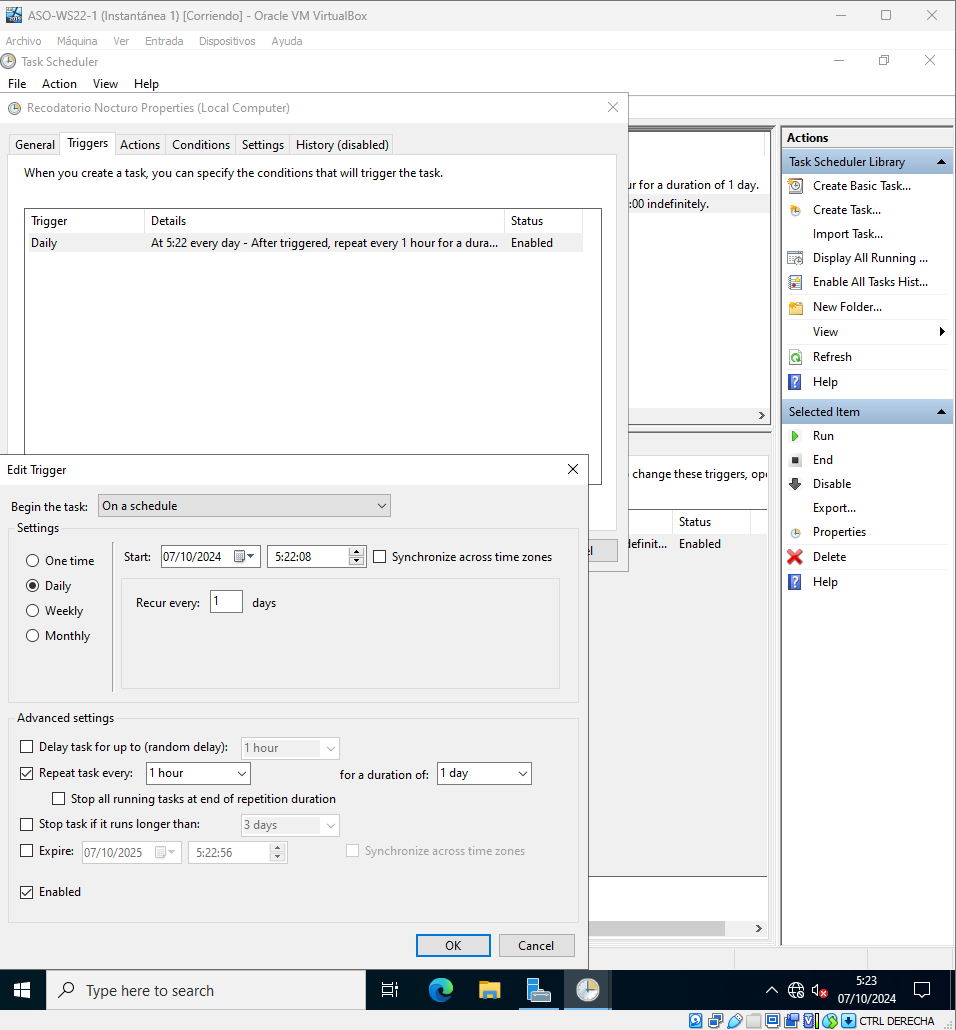 ASO-WS22-1 (Instantánea 1) [Corriendo] - Oracle VM VirtualBox
Archivo Máquina Ver Entrada Dispositivos Ayuda
Task Scheduler
File Action View Help
Recodatorio Nocturo Properties (Local Computer)
General Triggers Actions Conditions Settings History (disabled)
When you create a task, you can specify the conditions that will trigger the task.
Trigger Details Status
Daily At 5:22 every day - After triggered, repeat every 1 hour for a dura... Enabled
ur for a duration of 1 day.
:00 indefinitely.
change these triggers, ope
Status
definit... Enabled
Edit Trigger
Begin the task: On a schedule
Settings
One time
Daily
Weekly
Monthly
Start: 07/10/2024 5:22:08 Synchronize across time zones
Recur every: 1 days
Advanced settings
Delay task for up to (random delay): 1 hour
Repeat task every: 1 hour for a duration of: 1 day
Stop all running tasks at end of repetition duration
Stop task if it runs longer than: 3 days
Expire: 07/10/2025 5:22:56 Synchronize across time zones
Enabled
OK Cancel
Actions
Task Scheduler Library
Create Basic Task...
Create Task...
Import Task...
Display All Running ...
Enable All Tasks Hist...
New Folder...
View
Refresh
Help
Selected Item
Run
End
Disable
Export...
Properties
Delete
Help
Type here to search
5:23
07/10/2024
CTRL DERECHA